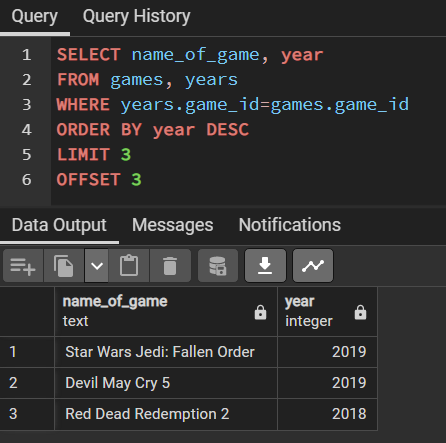 Query Query History
1 SELECT name_of_game, year
2 FROM games, years
3 WHERE years.game_id=games.game_id
4 ORDER BY year DESC
5 LIMIT 3
6 OFFSET 3
Data Output Messages Notifications
name_of_game year
text integer
1 Star Wars Jedi: Fallen Order 2019
2 Devil May Cry 5 2019
3 Red Dead Redemption 2 2018